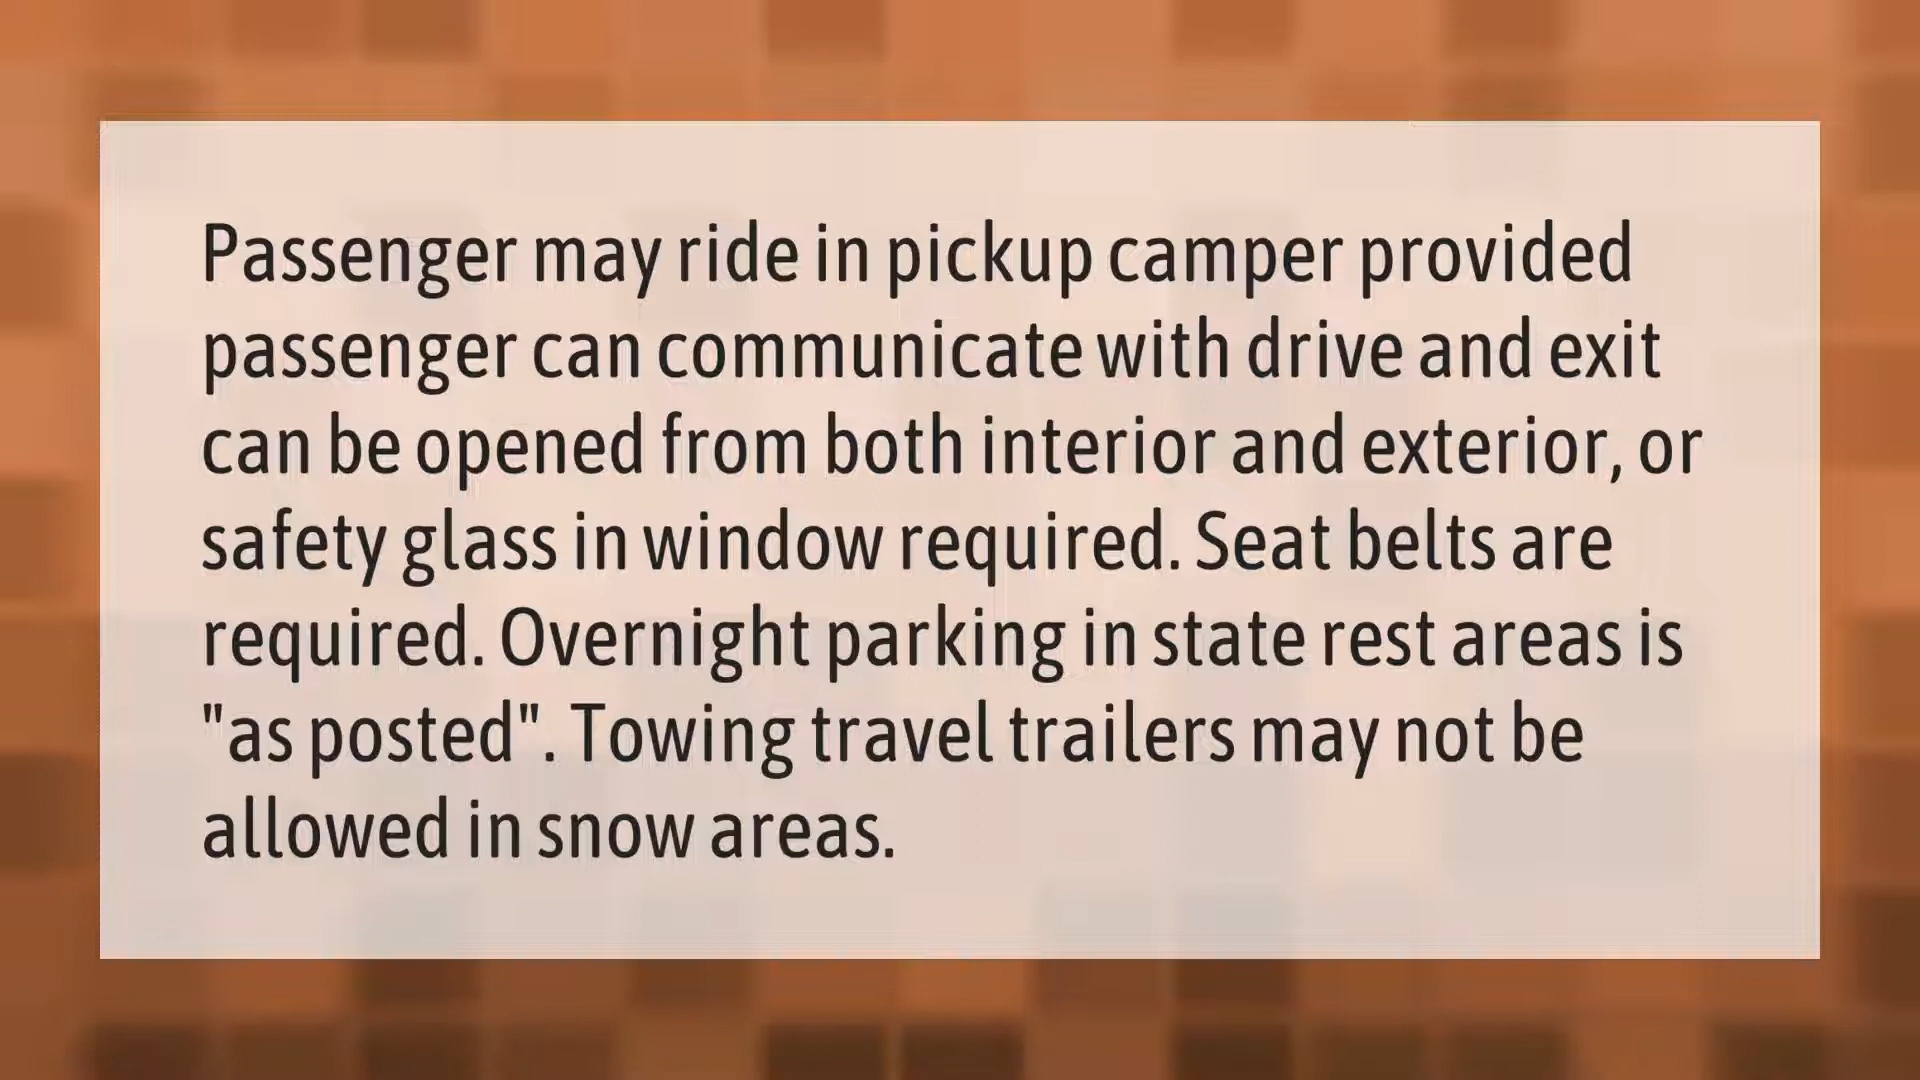 Passenger may ride in pickup camper provided
passenger can communicate with drive and exit
can be opened from both interior and exterior, or
safety glass in window required. Seat belts are
required. Overnight parking in state rest areas is
"as posted". Towing travel trailers may not be
allowed in snow areas.